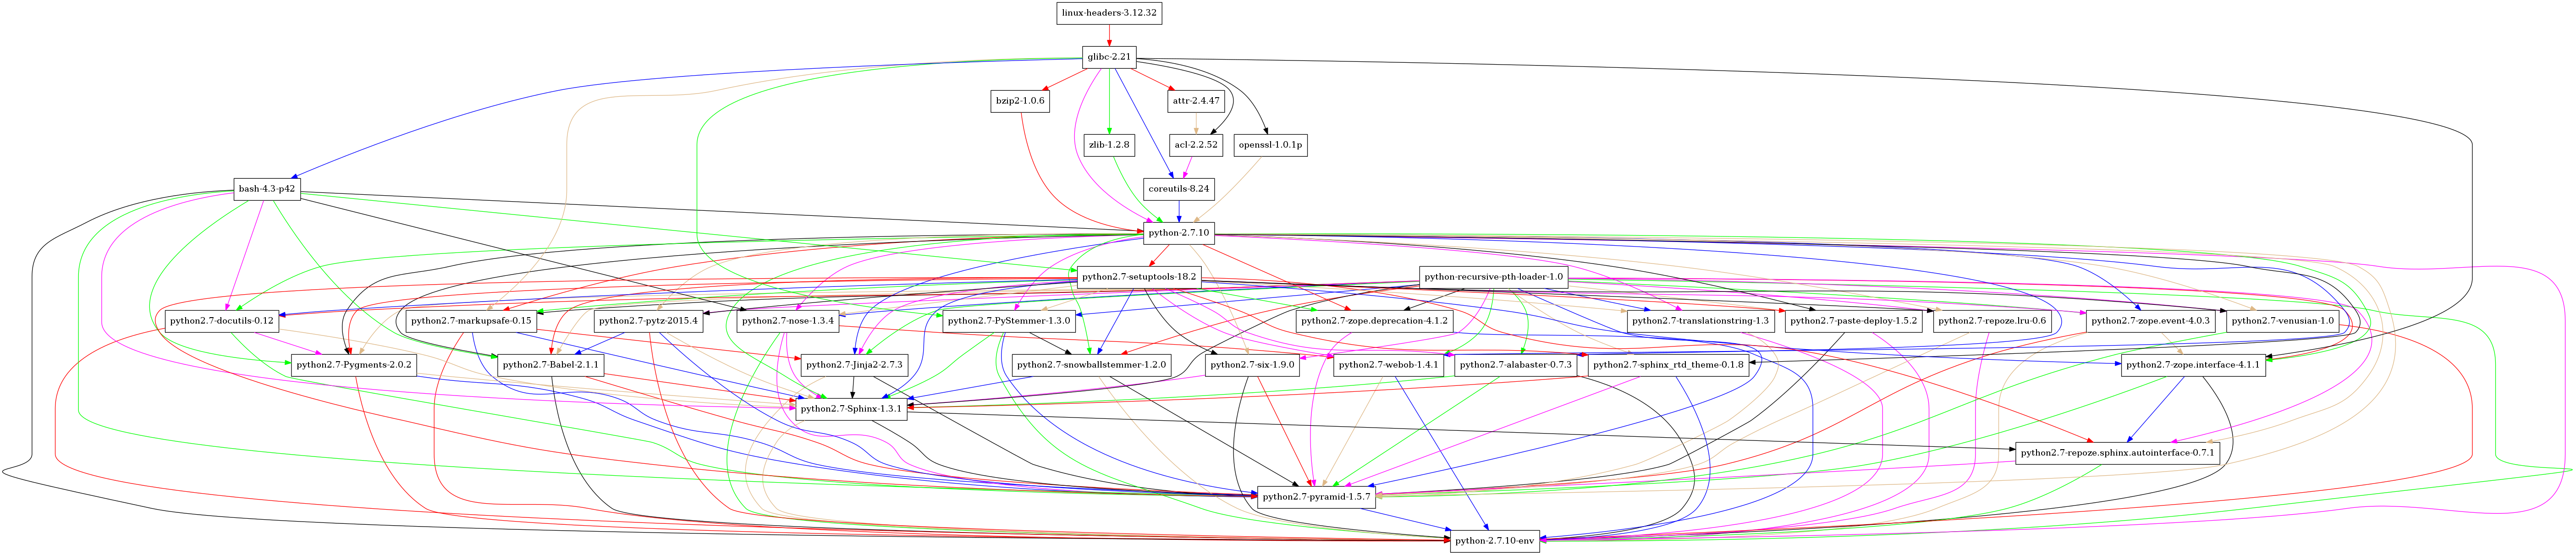 linux-headers-3.12.32
glibc-2.21
bzip2-1.0.6
attr-2.4.47
zlib-1.2.8
acl-2.2.52
openssl-1.0.1p
bash-4.3-p42
coreutils-8.24
python-2.7.10
python2.7-setuptools-18.2
python-recursive-pth-loader-1.0
python2.7-docutils-0.12
python2.7-markupsafe-0.15
python2.7-pytz-2015.4
python2.7-nose-1.3.4
python2.7-PyStemmer-1.3.0
python2.7-zope.deprecation-4.1.2
python2.7-translationstring-1.3
python2.7-paste-deploy-1.5.2
python2.7-repoze.lru-0.6
python2.7-zope.event-4.0.3
python2.7-venusian-1.0
python2.7-Pygments-2.0.2
python2.7-Babel-2.1.1
python2.7-Jinja2-2.7.3
python2.7-snowballstemmer-1.2.0
python2.7-six-1.9.0
python2.7-webob-1.4.1
python2.7-alabaster-0.7.3
python2.7-sphinx_rtd_theme-0.1.8
python2.7-zope.interface-4.1.1
python2.7-Sphinx-1.3.1
python2.7-repoze.sphinx.autointerface-0.7.1
python2.7-pyramid-1.5.7
python-2.7.10-env